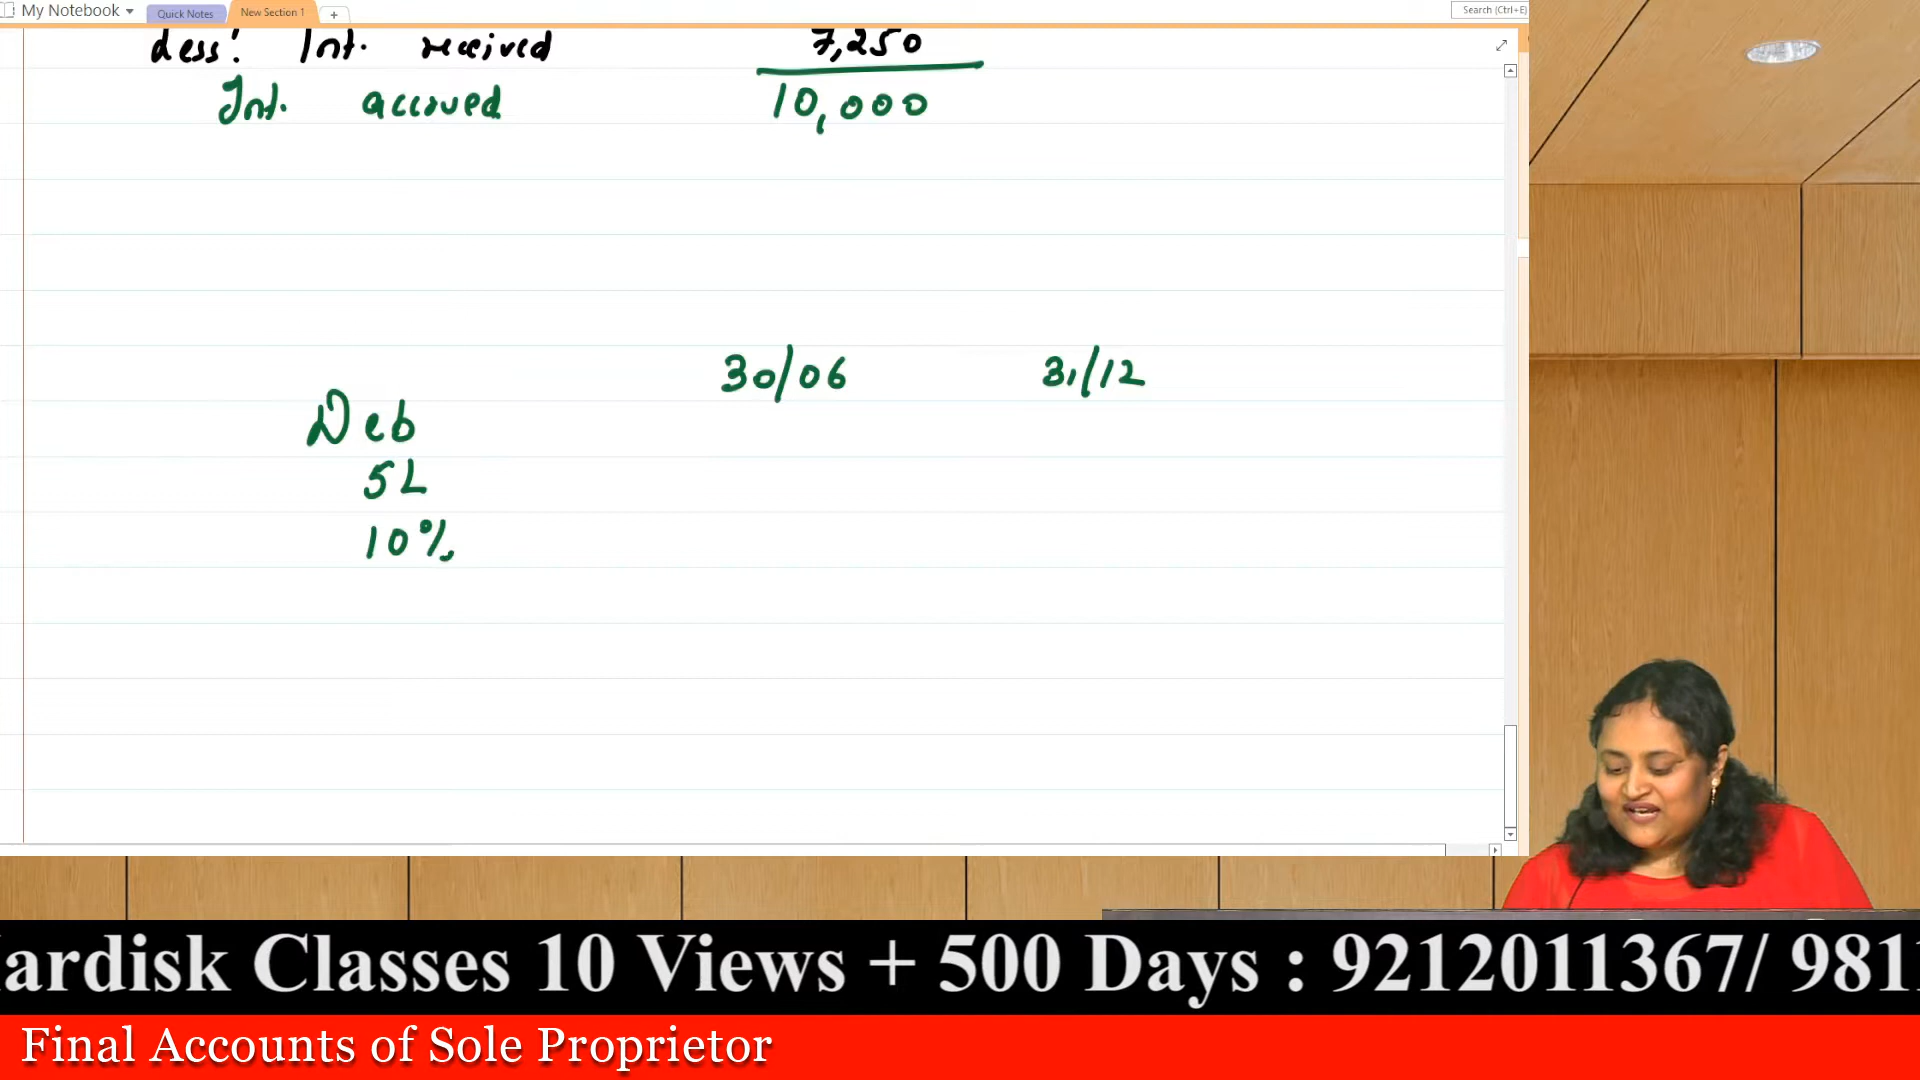 My Notebook
Quick Notes
New Section 1
+
Search (Ctrl+E)
Less: Int. received 7,250
Int. accrued 10,000
30/06 31/12
Deb
5L
10%
ardisk Classes 10 Views + 500 Days : 9212011367/ 981
Final Accounts of Sole Proprietor